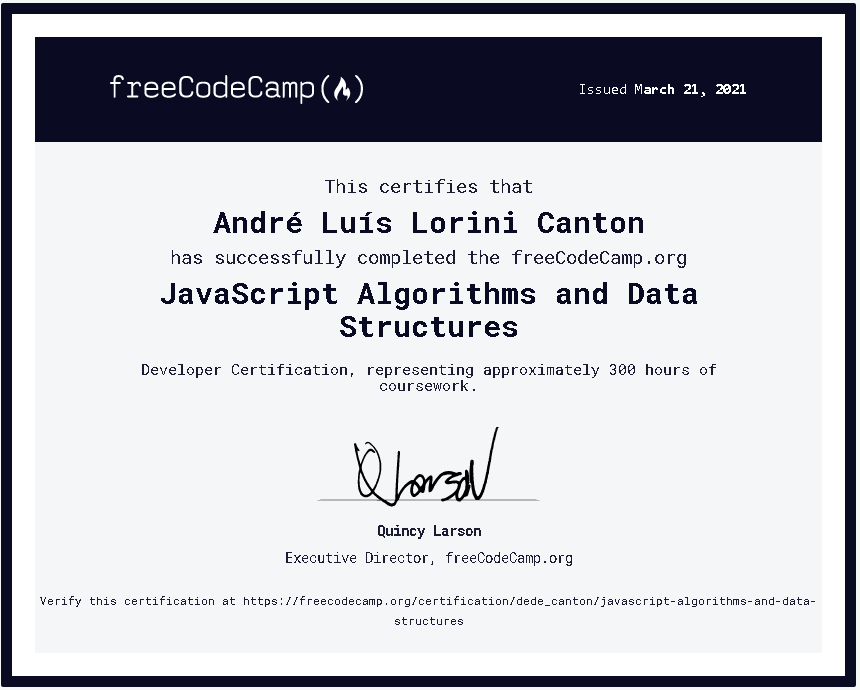 freeCodeCamp(🔥)
Issued March 21, 2021
This certifies that
André Luís Lorini Canton
has successfully completed the freeCodeCamp.org
JavaScript Algorithms and Data
Structures
Developer Certification, representing approximately 300 hours of
coursework.
QLarson
Quincy Larson
Executive Director, freeCodeCamp.org
Verify this certification at https://freecodecamp.org/certification/dede_canton/javascript-algorithms-and-data-
structures